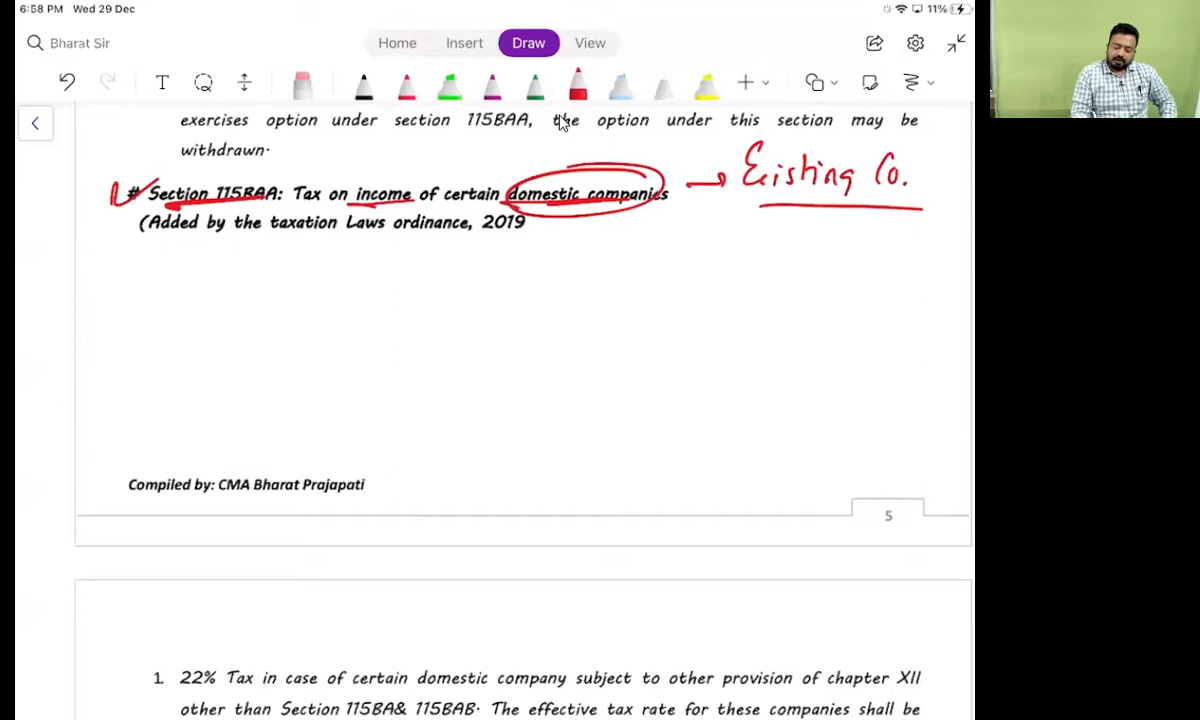 6:58 PM Wed 29 Dec
11%
Bharat Sir
Home Insert Draw View
T
exercises option under section 115BAA, the option under this section may be
withdrawn.
# Section 115BAA: Tax on income of certain domestic companies → Existing Co.
(Added by the taxation Laws ordinance, 2019
Compiled by: CMA Bharat Prajapati
5
1. 22% Tax in case of certain domestic company subject to other provision of chapter XII
other than Section 115BA& 115BAB. The effective tax rate for these companies shall be